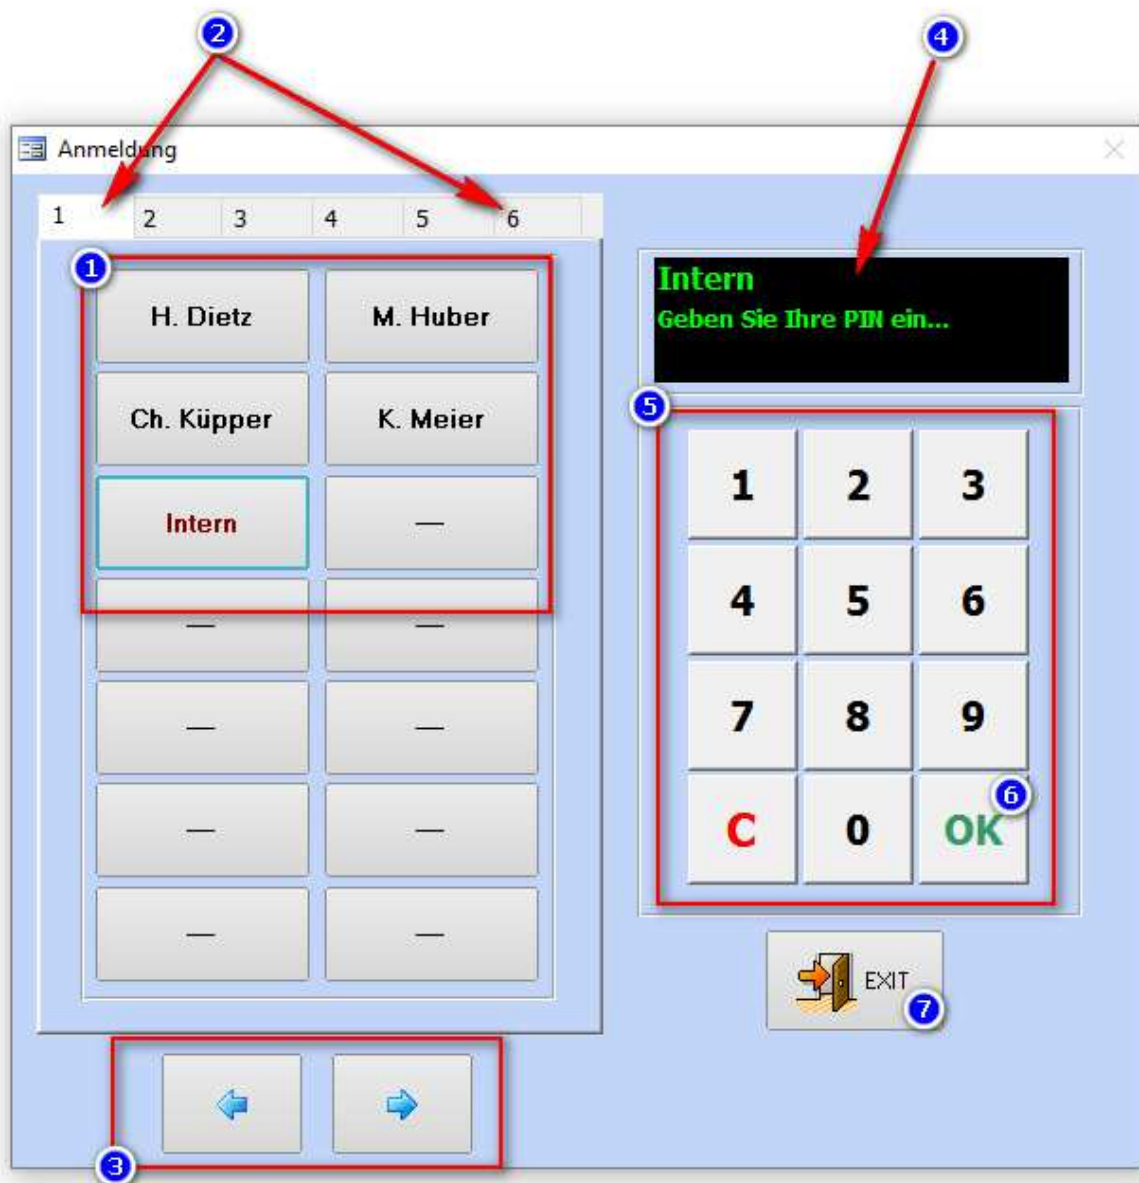 2
4
Anmeldung
1 2 3 4 5 6
1
H. Dietz M. Huber
Ch. Küpper K. Meier
Intern —
— —
— —
— —
— —
3
Intern
Geben Sie Ihre PIN ein...
5
1 2 3
4 5 6
7 8 9
6
C 0 OK
EXIT
7